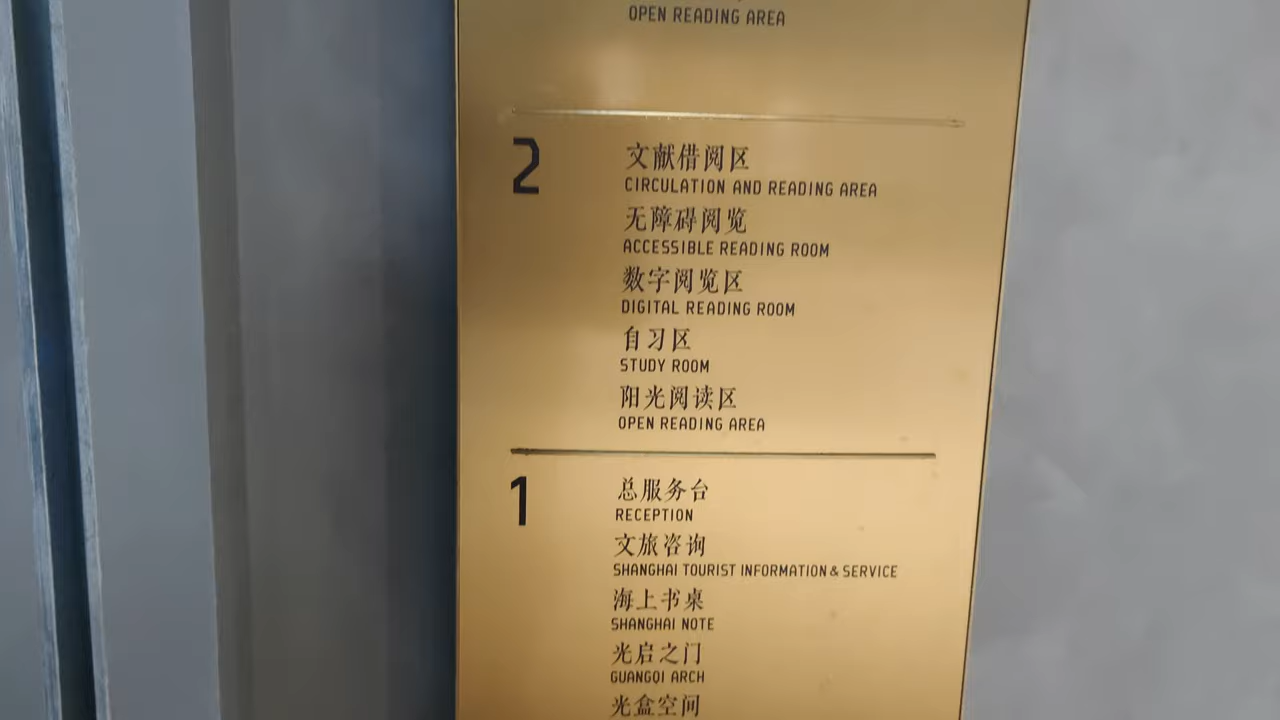 OPEN READING AREA
2
文献借阅区
CIRCULATION AND READING AREA
无障碍阅览
ACCESSIBLE READING ROOM
数字阅览区
DIGITAL READING ROOM
自习区
STUDY ROOM
阳光阅读区
OPEN READING AREA
1
总服务台
RECEPTION
文旅咨询
SHANGHAI TOURIST INFORMATION & SERVICE
海上书桌
SHANGHAI NOTE
光启之门
GUANGQI ARCH
光盒空间